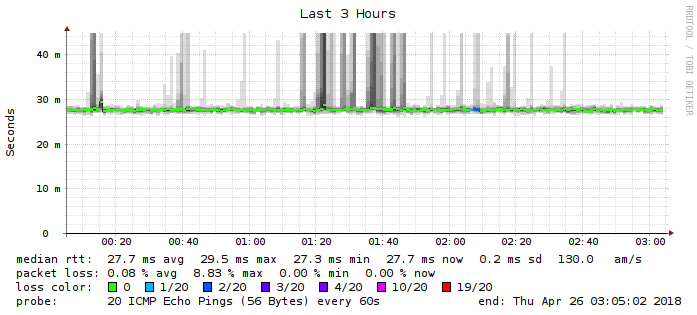 Last 3 Hours
RRDTOOL / TOBI OETIKER
Seconds
40 m
30 m
20 m
10 m
0
00:20 00:40 01:00 01:20 01:40 02:00 02:20 02:40 03:00
median rtt: 27.7 ms avg 29.5 ms max 27.3 ms min 27.7 ms now 0.2 ms sd 130.0 am/s
packet loss: 0.08 % avg 8.83 % max 0.00 % min 0.00 % now
loss color: 0 1/20 2/20 3/20 4/20 10/20 19/20
probe: 20 ICMP Echo Pings (56 Bytes) every 60s end: Thu Apr 26 03:05:02 2018